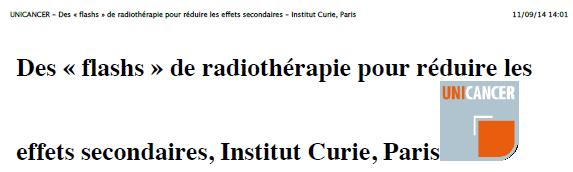 UNICANCER - Des « flashs » de radiothérapie pour réduire les effets secondaires - Institut Curie, Paris 11/09/14 14:01
Des « flashs » de radiothérapie pour réduire les
UNICANCER
effets secondaires, Institut Curie, Paris